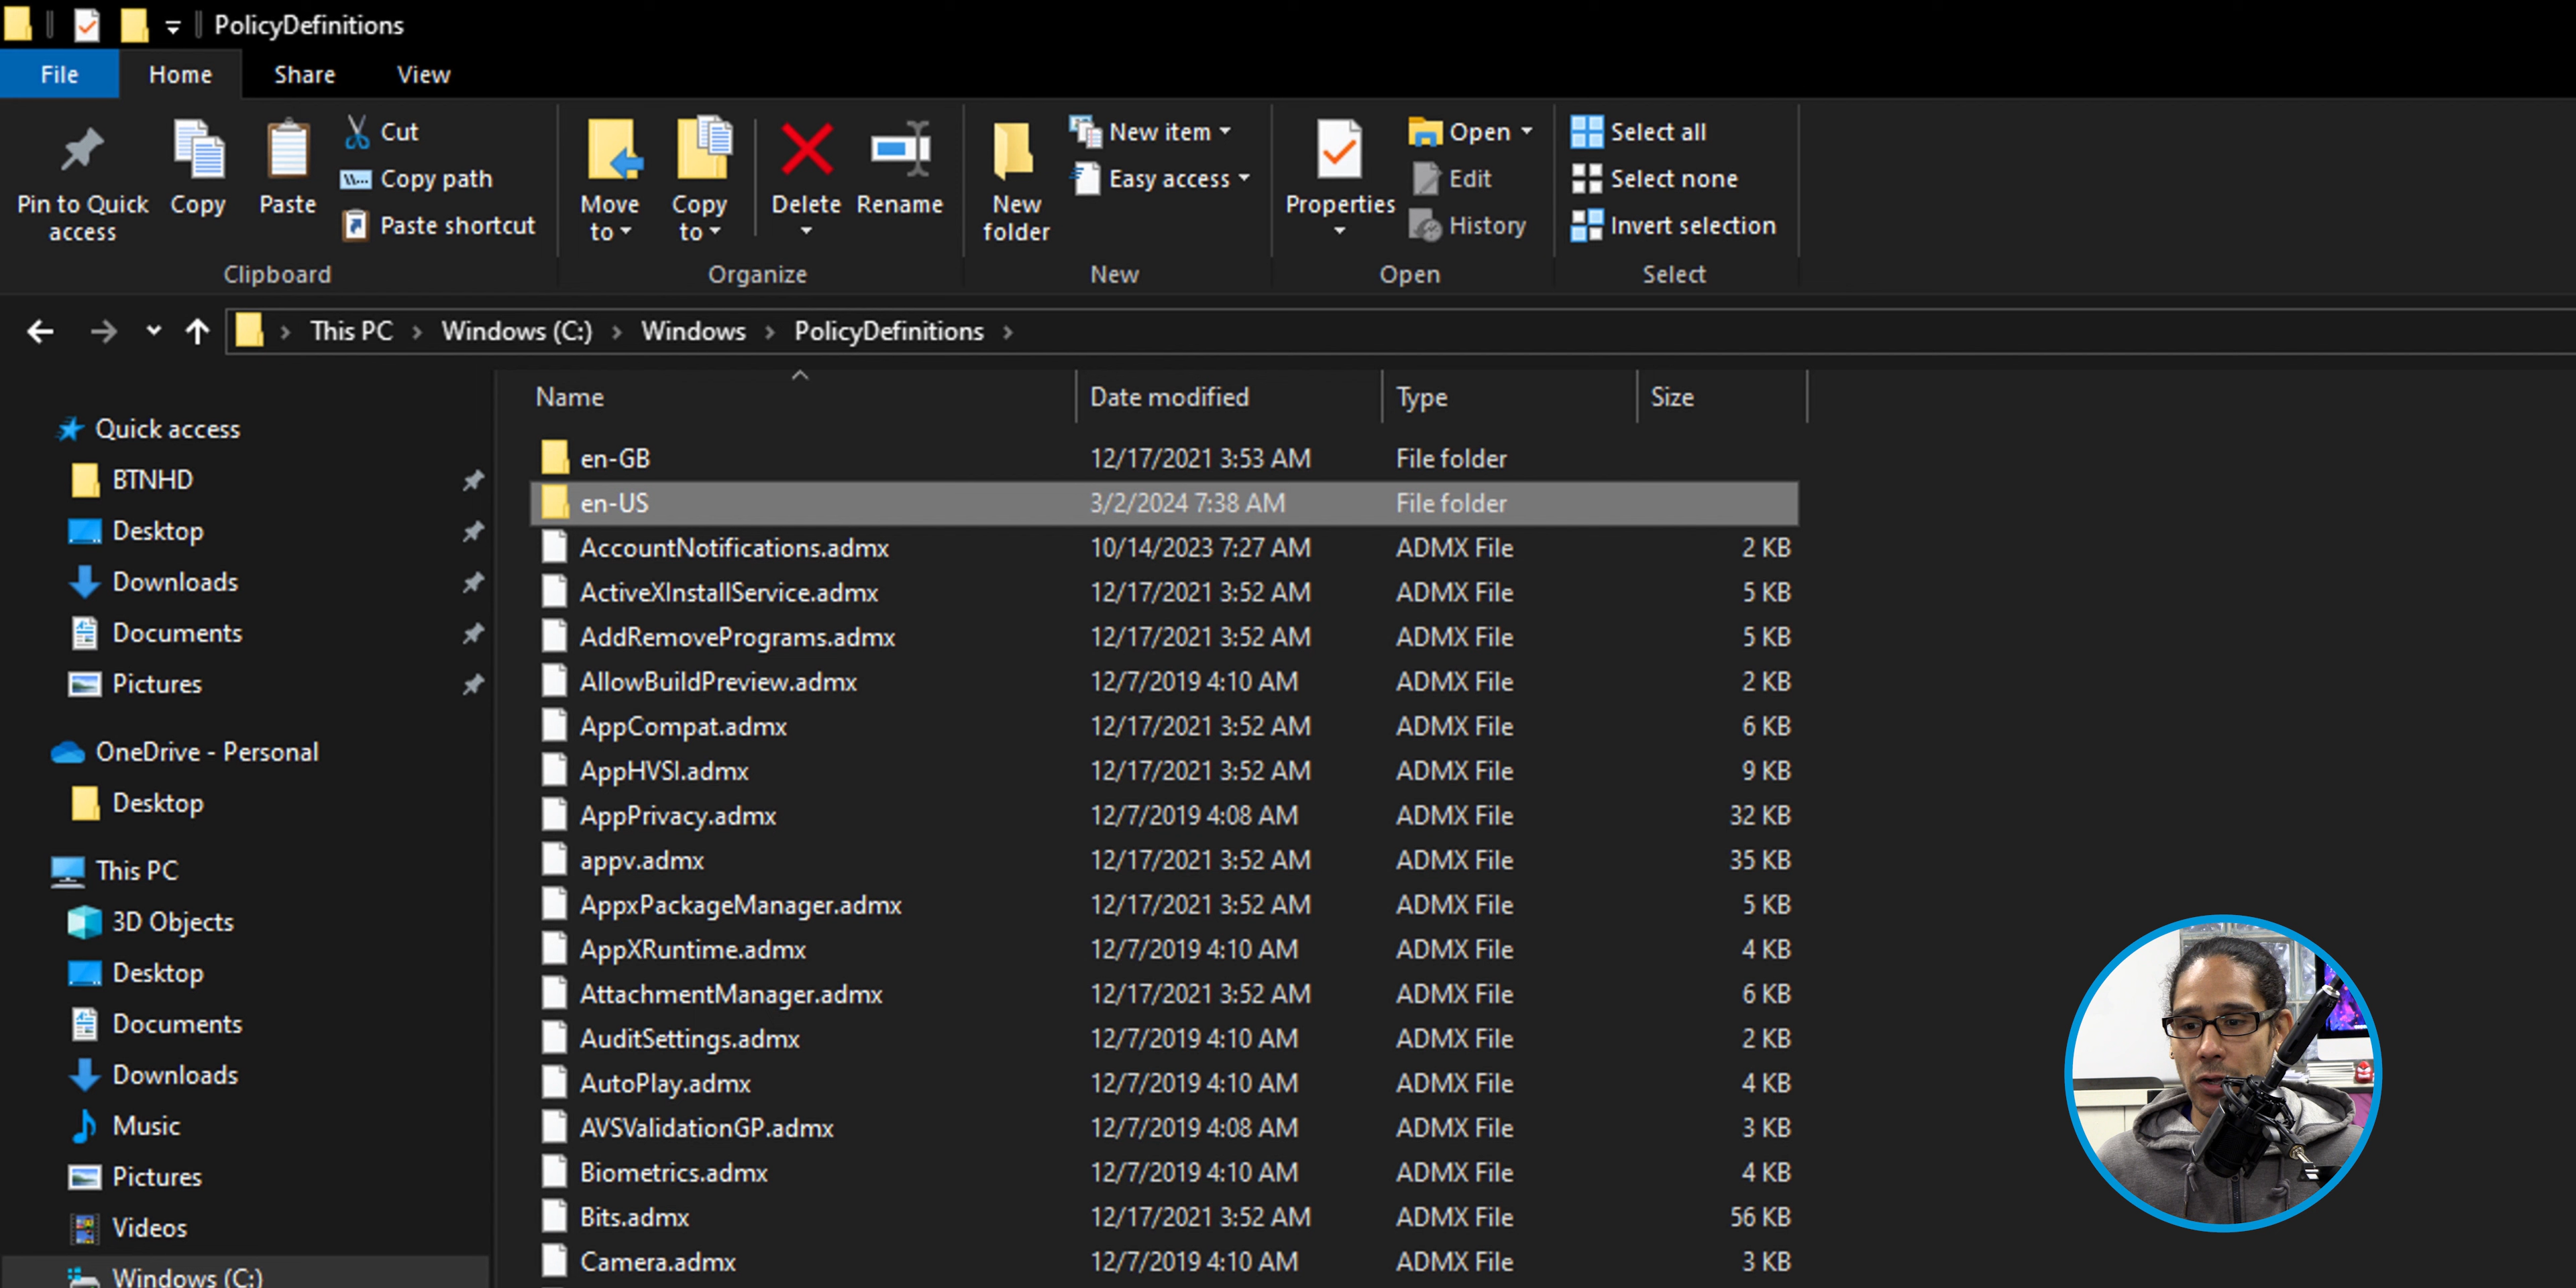 PolicyDefinitions
File Home Share View
Pin to Quick access
Copy
Paste
Cut
Copy path
Paste shortcut
Clipboard
Move to
Copy to
Delete
Rename
Organize
New folder
New item
Easy access
New
Properties
Open
Edit
History
Open
Select all
Select none
Invert selection
Select
This PC Windows (C:) Windows PolicyDefinitions
Quick access
BTNHD
Desktop
Downloads
Documents
Pictures
OneDrive - Personal
Desktop
This PC
3D Objects
Desktop
Documents
Downloads
Music
Pictures
Videos
Windows (C:)
Name Date modified Type Size
en-GB 12/17/2021 3:53 AM File folder
en-US 3/2/2024 7:38 AM File folder
AccountNotifications.admx 10/14/2023 7:27 AM ADMX File 2 KB
ActiveXInstallService.admx 12/17/2021 3:52 AM ADMX File 5 KB
AddRemovePrograms.admx 12/17/2021 3:52 AM ADMX File 5 KB
AllowBuildPreview.admx 12/7/2019 4:10 AM ADMX File 2 KB
AppCompat.admx 12/17/2021 3:52 AM ADMX File 6 KB
AppHVSI.admx 12/17/2021 3:52 AM ADMX File 9 KB
AppPrivacy.admx 12/7/2019 4:08 AM ADMX File 32 KB
appv.admx 12/17/2021 3:52 AM ADMX File 35 KB
AppxPackageManager.admx 12/17/2021 3:52 AM ADMX File 5 KB
AppXRuntime.admx 12/7/2019 4:10 AM ADMX File 4 KB
AttachmentManager.admx 12/17/2021 3:52 AM ADMX File 6 KB
AuditSettings.admx 12/7/2019 4:10 AM ADMX File 2 KB
AutoPlay.admx 12/7/2019 4:10 AM ADMX File 4 KB
AVSValidationGP.admx 12/7/2019 4:08 AM ADMX File 3 KB
Biometrics.admx 12/7/2019 4:10 AM ADMX File 4 KB
Bits.admx 12/17/2021 3:52 AM ADMX File 56 KB
Camera.admx 12/7/2019 4:10 AM ADMX File 3 KB